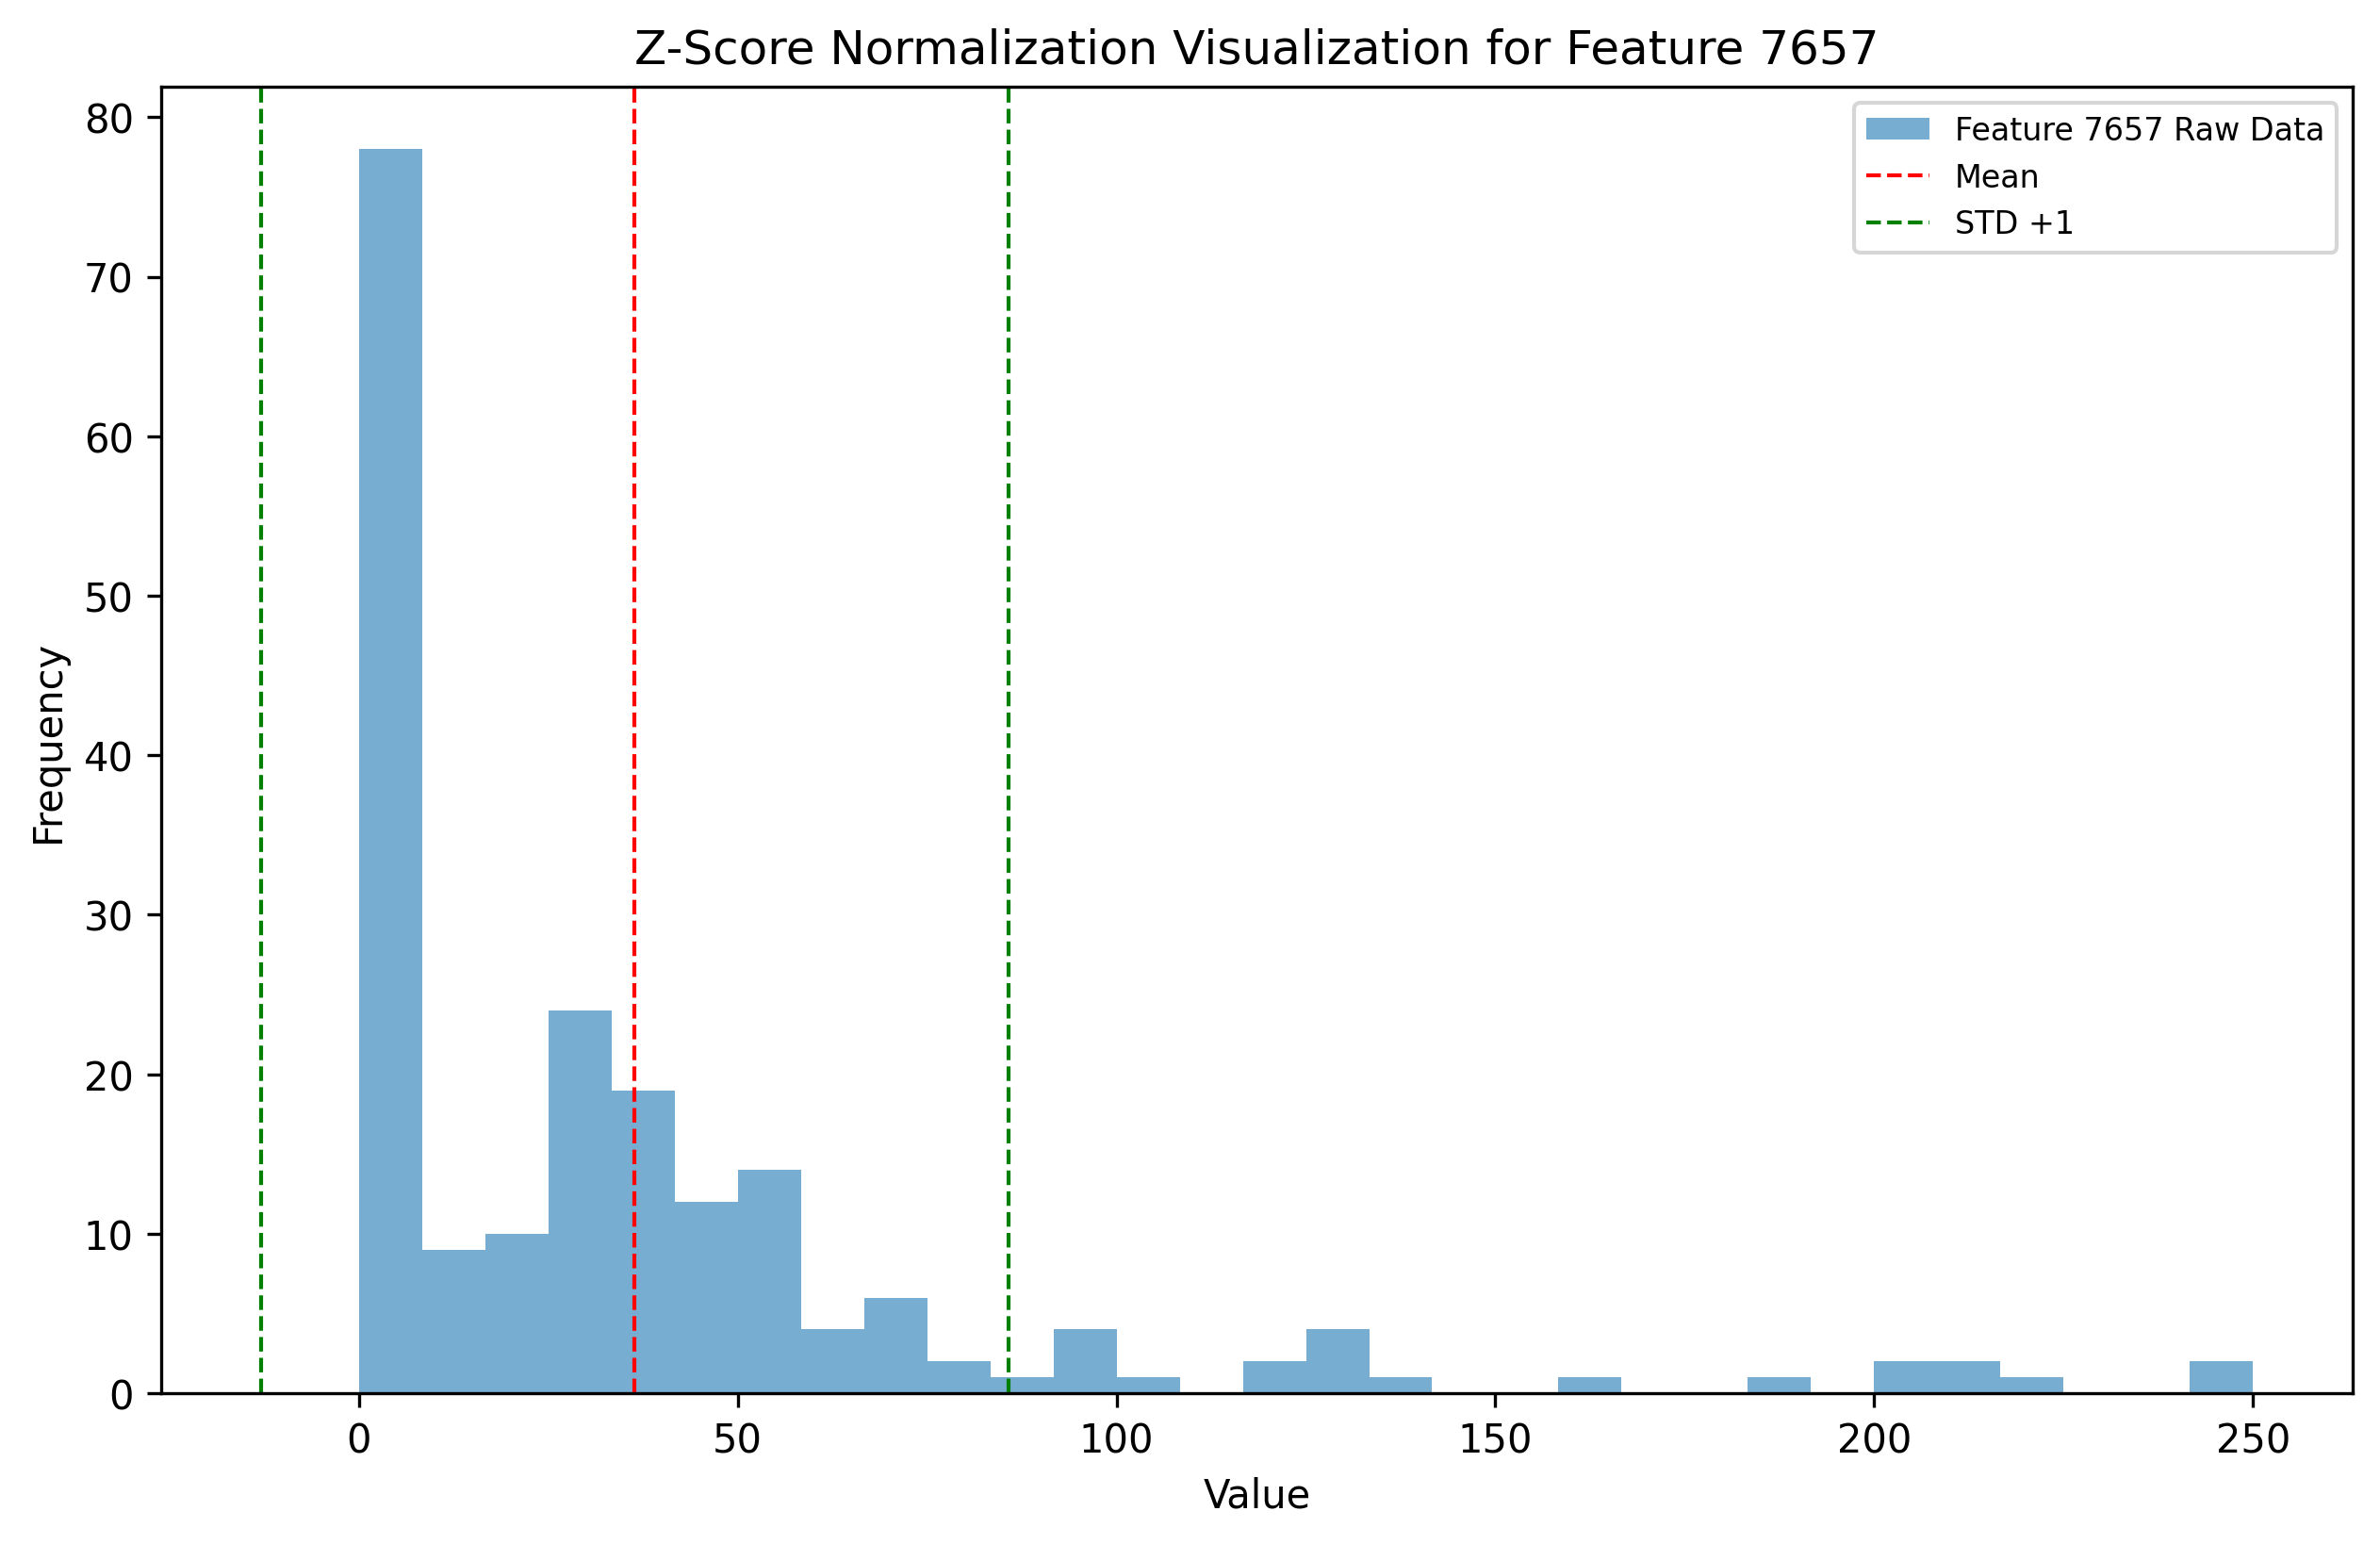 Z-Score Normalization Visualization for Feature 7657
Feature 7657 Raw Data
Mean
STD +1
80
70
60
50
40
30
20
10
0
Frequency
0 50 100 150 200 250
Value